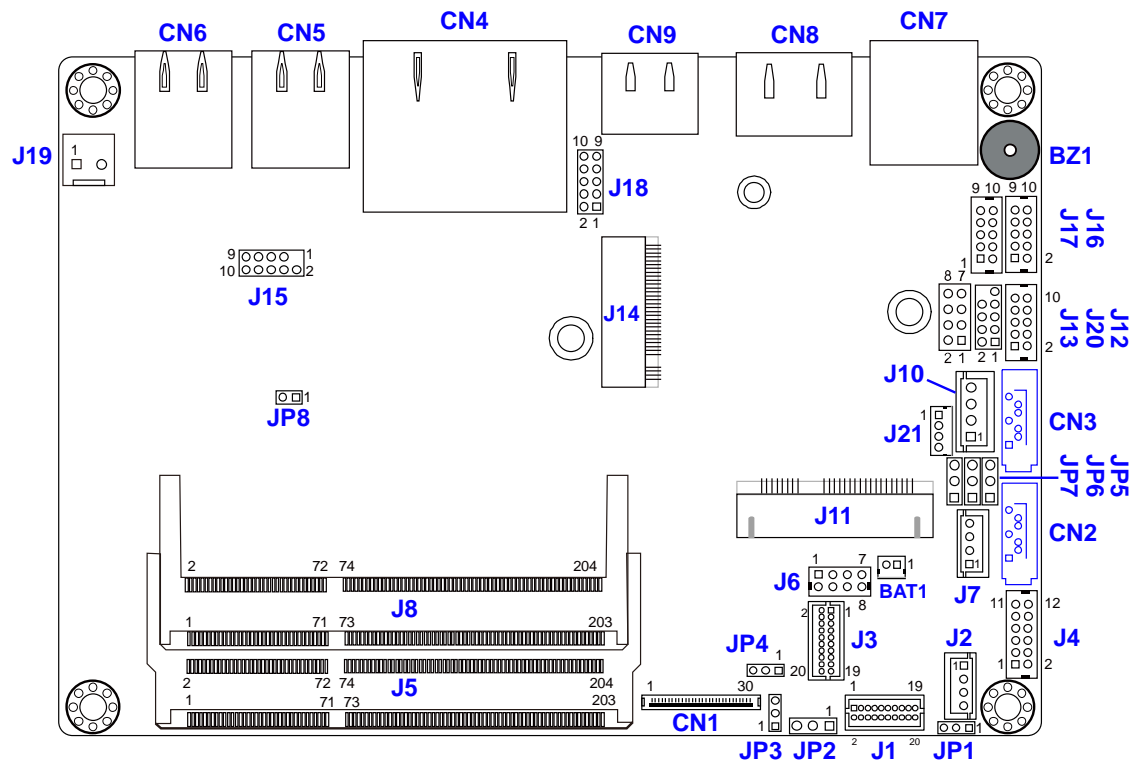 CN6 CN5 CN4 CN9 CN8 CN7
J19
1
BZ1
10 9
J18
2 1
9 10 9 10
J17 J16
1 2
9 1
10 2
J15
J14
8 7
10
J13 J20 J12
2 1 2 1 2
J10
1
1
J21
CN3
1
JP8
JP7 JP6 JP5
J11
CN2
1
J7
1 7
J6
8
1
BAT1
2 72 74 204
J8
1 71 73 203
2 72 74 204
J5
1 71 73 203
2 1
J3
20 19
JP4
1
11 12
J4
1 2
J2
1
1 30
CN1
1
JP3
1
JP2
1 19
2 20
J1
1
JP1